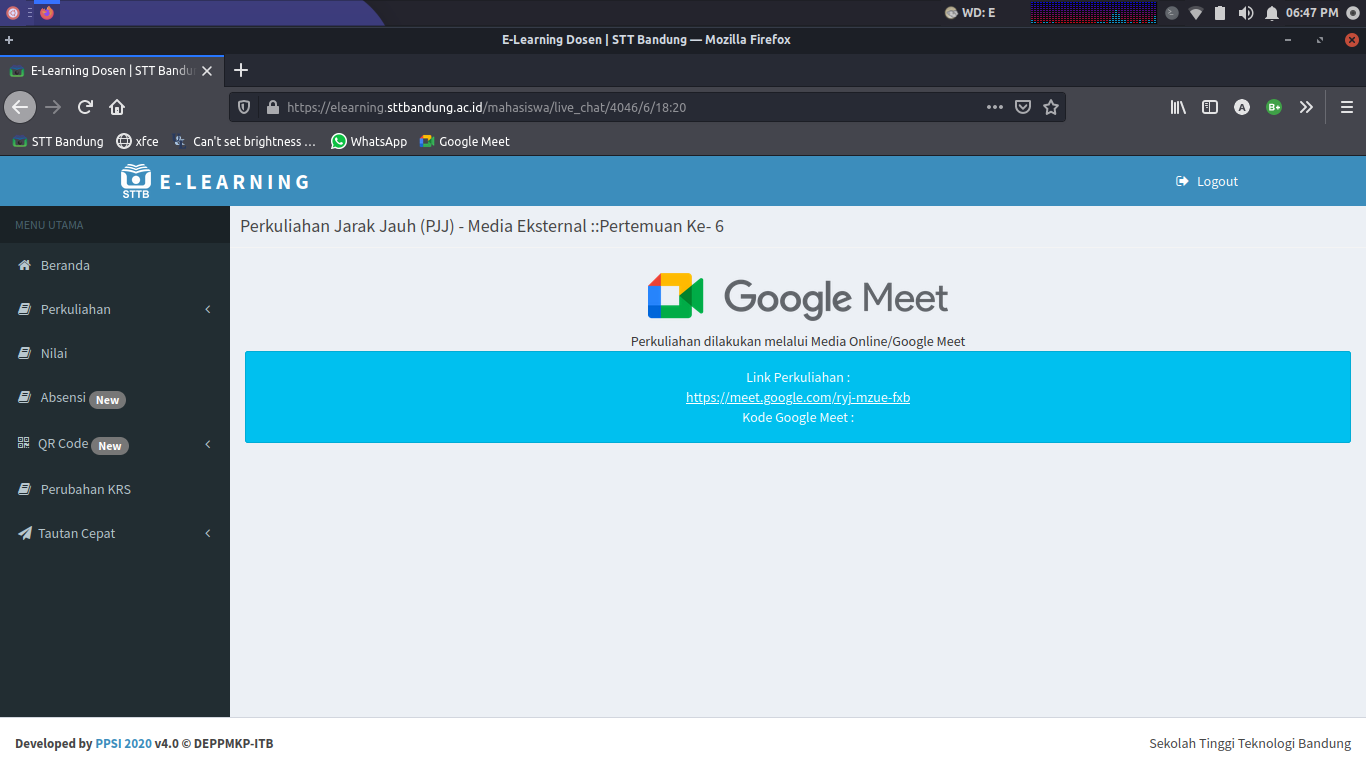 WD: E
06:47 PM
E-Learning Dosen | STT Bandung — Mozilla Firefox
E-Learning Dosen | STT Bandu
https://elearning.sttbandung.ac.id/mahasiswa/live_chat/4046/6/18:20
A
B+
STT Bandung
xfce
Can't set brightness ...
WhatsApp
Google Meet
STTB
E-LEARNING
Logout
MENU UTAMA
Perkuliahan Jarak Jauh (PJJ) - Media Eksternal ::Pertemuan Ke- 6
Beranda
Perkuliahan
Nilai
Absensi New
QR Code New
Perubahan KRS
Tautan Cepat
Google Meet
Perkuliahan dilakukan melalui Media Online/Google Meet
Link Perkuliahan :
https://meet.google.com/ryj-mzue-fxb
Kode Google Meet :
Developed by PPSI 2020 v4.0 © DEPPMKP-ITB
Sekolah Tinggi Teknologi Bandung